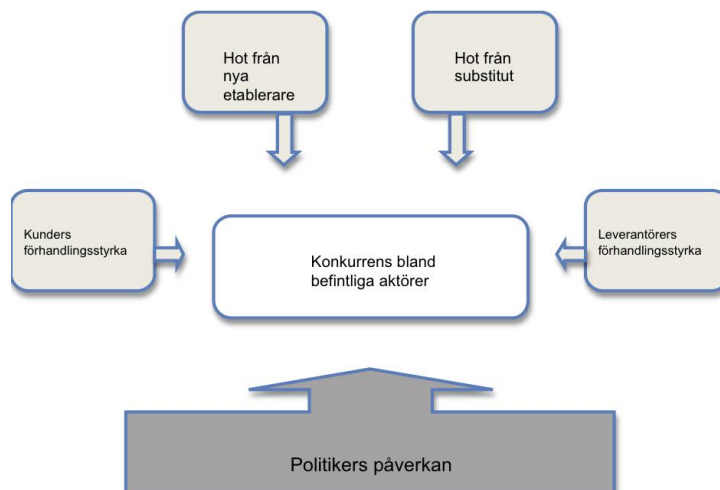 Hot från
nya
etablerare
Hot från
substitut
Kunders
förhandlingsstyrka
Konkurrens bland
befintliga aktörer
Leverantörers
förhandlingsstyrka
Politikers påverkan